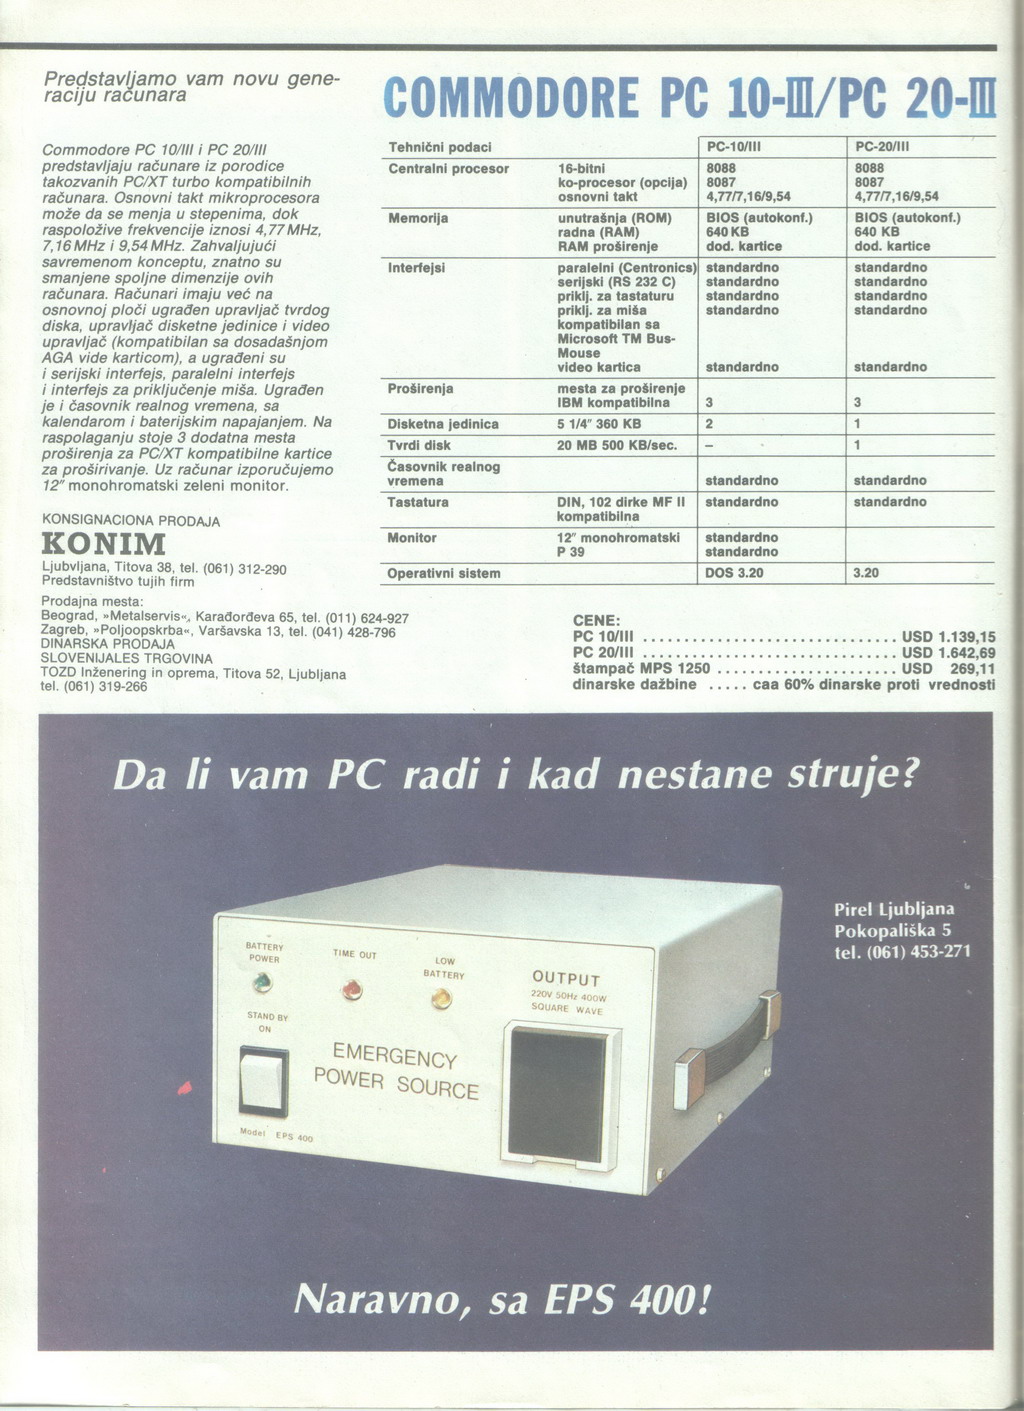 Predstavljamo vam novu gene-
raciju računara
COMMODORE PC 10-III/PC 20-III
Commodore PC 10/III i PC 20/III
predstavljaju računare iz porodice
takozvanih PC/XT turbo kompatibilnih
računara. Osnovni takt mikroprocesora
može da se menja u stepenima, dok
raspoložive frekvencije iznosi 4,77 MHz,
7,16 MHz i 9,54 MHz. Zahvaljujući
savremenom konceptu, znatno su
smanjene spoljne dimenzije ovih
računara. Računari imaju već na
osnovnoj ploči ugrađen upravljač tvrdog
diska, upravljač disketne jedinice i video
upravljač (kompatibilan sa dosadašnjom
AGA vide karticom), a ugrađeni su
i serijski interfejs, paralelni interfejs
i interfejs za priključenje miša. Ugrađen
je i časovnik realnog vremena, sa
kalendarom i baterijskim napajanjem. Na
raspolaganju stoje 3 dodatna mesta
proširenja za PC/XT kompatibilne kartice
za proširivanje. Uz računar izporučujemo
12" monohromatski zeleni monitor.
KONSIGNACIONA PRODAJA
KONIM
Ljubvljana, Titova 38, tel. (061) 312-290
Predstavništvo tujih firm
Prodajna mesta:
Beograd, »Metalservis«, Karađorđeva 65, tel. (011) 624-927
Zagreb, »Poljoopskrba«, Varšavska 13, tel. (041) 428-796
DINARSKA PRODAJA
SLOVENIJALES TRGOVINA
TOZD Inženering in oprema, Titova 52, Ljubljana
tel. (061) 319-266
Tehnični podaci PC-10/III PC-20/III
Centralni procesor 16-bitni 8088 8088
ko-procesor (opcija) 8087 8087
osnovni takt 4,77/7,16/9,54 4,77/7,16/9,54
Memorija unutrašnja (ROM) BIOS (autokonf.) BIOS (autokonf.)
radna (RAM) 640 KB 640 KB
RAM proširenje dod. kartice dod. kartice
Interfejsi paralelni (Centronics) standardno standardno
serijski (RS 232 C) standardno standardno
priklj. za tastaturu standardno standardno
priklj. za miša standardno standardno
kompatibilan sa
Microsoft TM Bus-
Mouse
video kartica standardno standardno
Proširenja mesta za proširenje
IBM kompatibilna 3 3
Disketna jedinica 5 1/4" 360 KB 2 1
Tvrdi disk 20 MB 500 KB/sec. – 1
Časovnik realnog
vremena standardno standardno
Tastatura DIN, 102 dirke MF II standardno standardno
kompatibilna
Monitor 12" monohromatski standardno
P 39 standardno
Operativni sistem DOS 3.20 3.20
CENE:
PC 10/III ............................... USD 1.139,15
PC 20/III ............................... USD 1.642,69
štampač MPS 1250 ...................... USD 269,11
dinarske dažbine ..... caa 60% dinarske proti vrednosti
Da li vam PC radi i kad nestane struje?
Pirel Ljubljana
Pokopališka 5
tel. (061) 453-271
BATTERY
POWER
TIME OUT
LOW
BATTERY
OUTPUT
220V 50Hz 400W
SQUARE WAVE
STAND BY
ON
EMERGENCY
POWER SOURCE
Model EPS 400
Naravno, sa EPS 400!